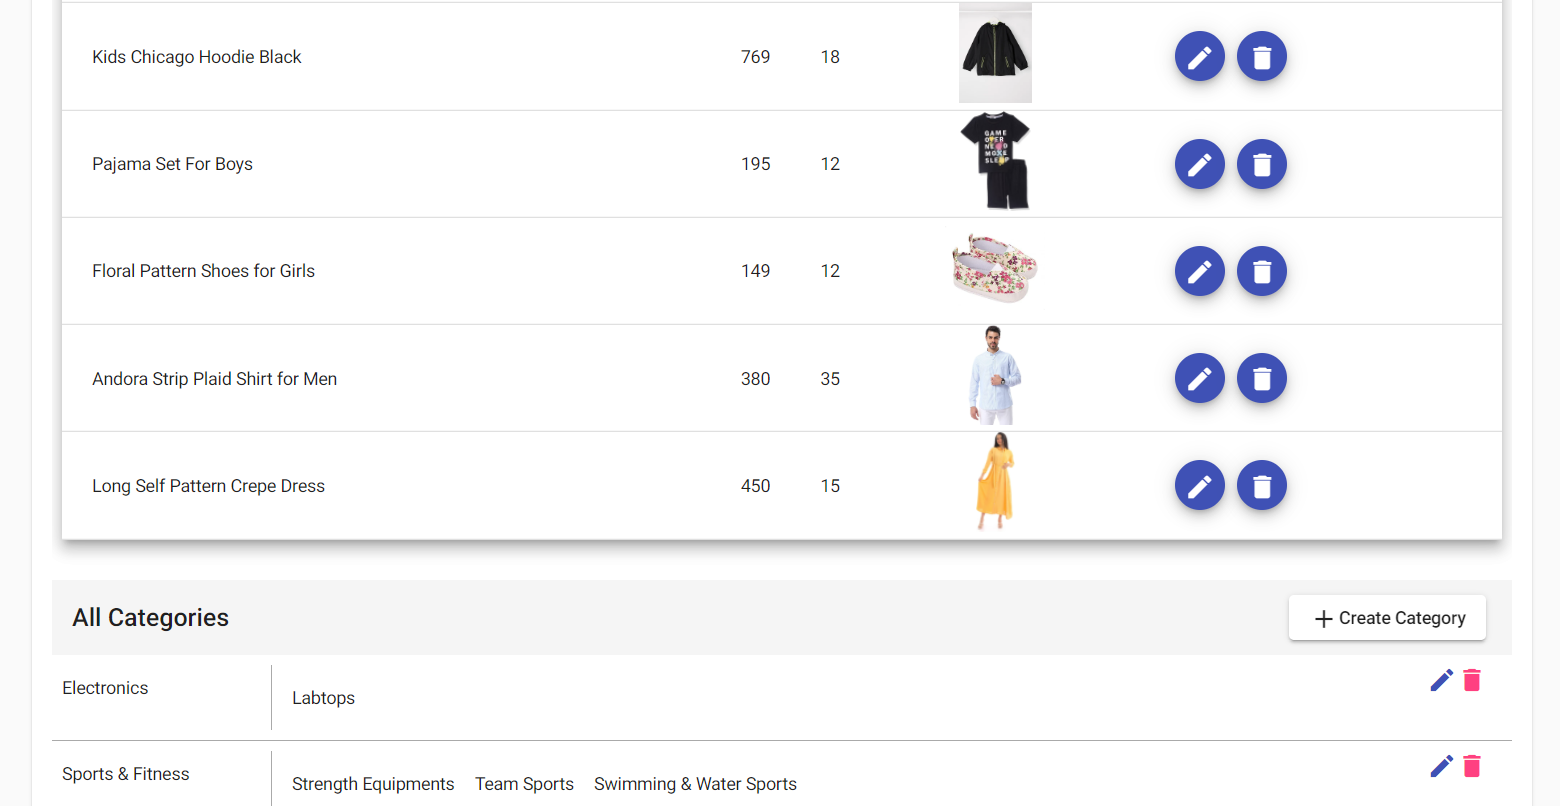 Kids Chicago Hoodie Black 769 18
Pajama Set For Boys 195 12
GAME
OVER
NEED
MORE
SLEEP
Floral Pattern Shoes for Girls 149 12
Andora Strip Plaid Shirt for Men 380 35
Long Self Pattern Crepe Dress 450 15
All Categories
Create Category
Electronics
Labtops
Sports & Fitness
Strength Equipments Team Sports Swimming & Water Sports